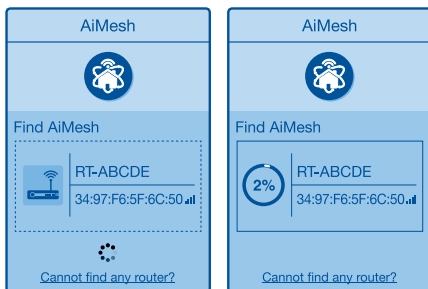 AiMesh
Find AiMesh
RT-ABCDE
34:97:F6:5F:6C:50
Cannot find any router?
AiMesh
Find AiMesh
2%
RT-ABCDE
34:97:F6:5F:6C:50
Cannot find any router?